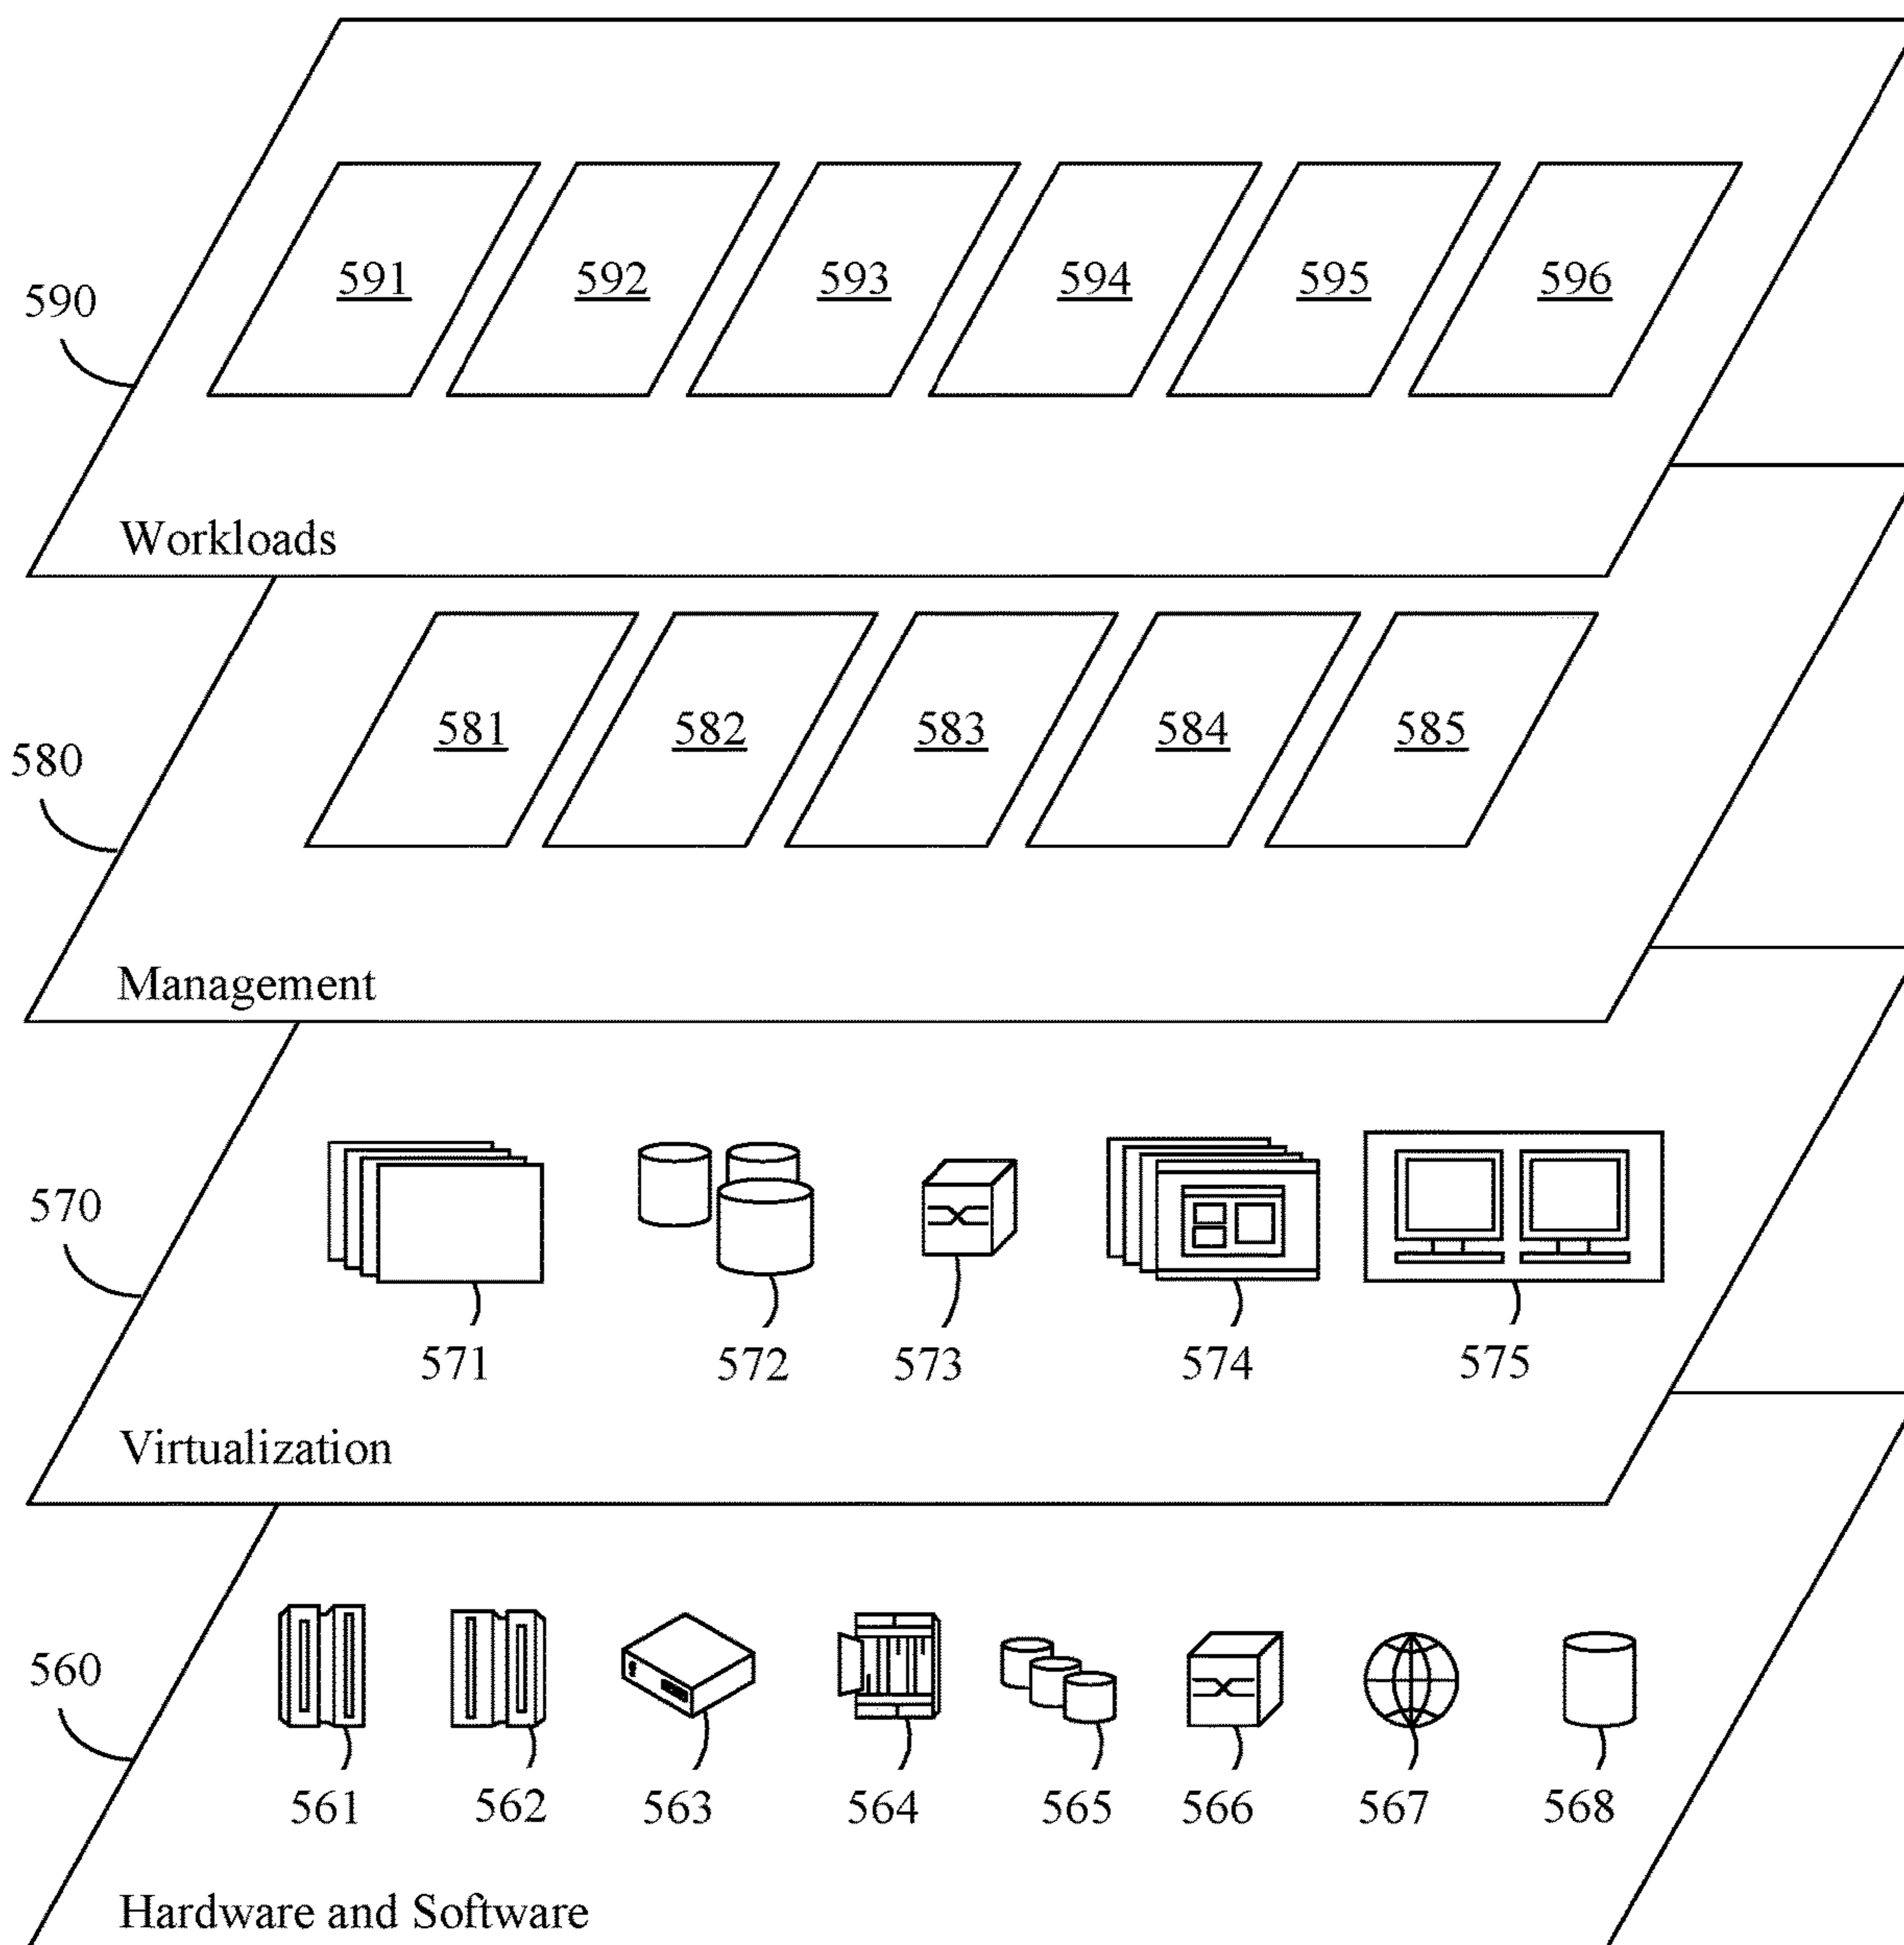 591 592 593 594 595 596
590
Workloads
581 582 583 584 585
580
Management
570
571 572 573 574 575
Virtualization
560
561 562 563 564 565 566 567 568
Hardware and Software